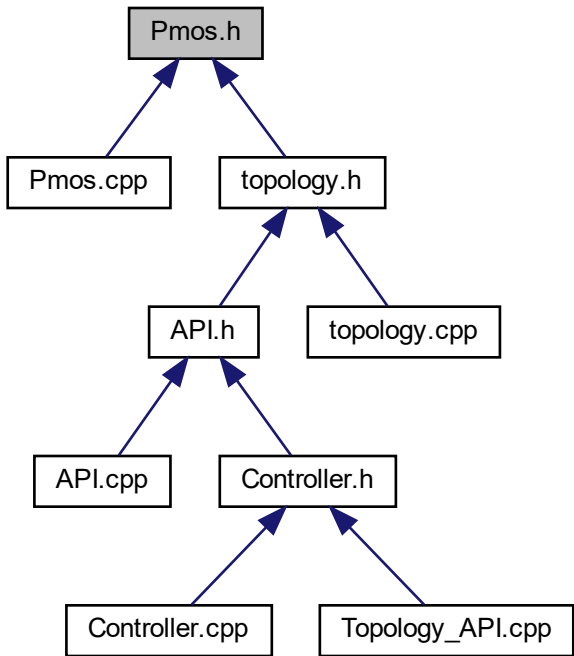 Pmos.h
Pmos.cpp
topology.h
API.h
topology.cpp
API.cpp
Controller.h
Controller.cpp
Topology_API.cpp